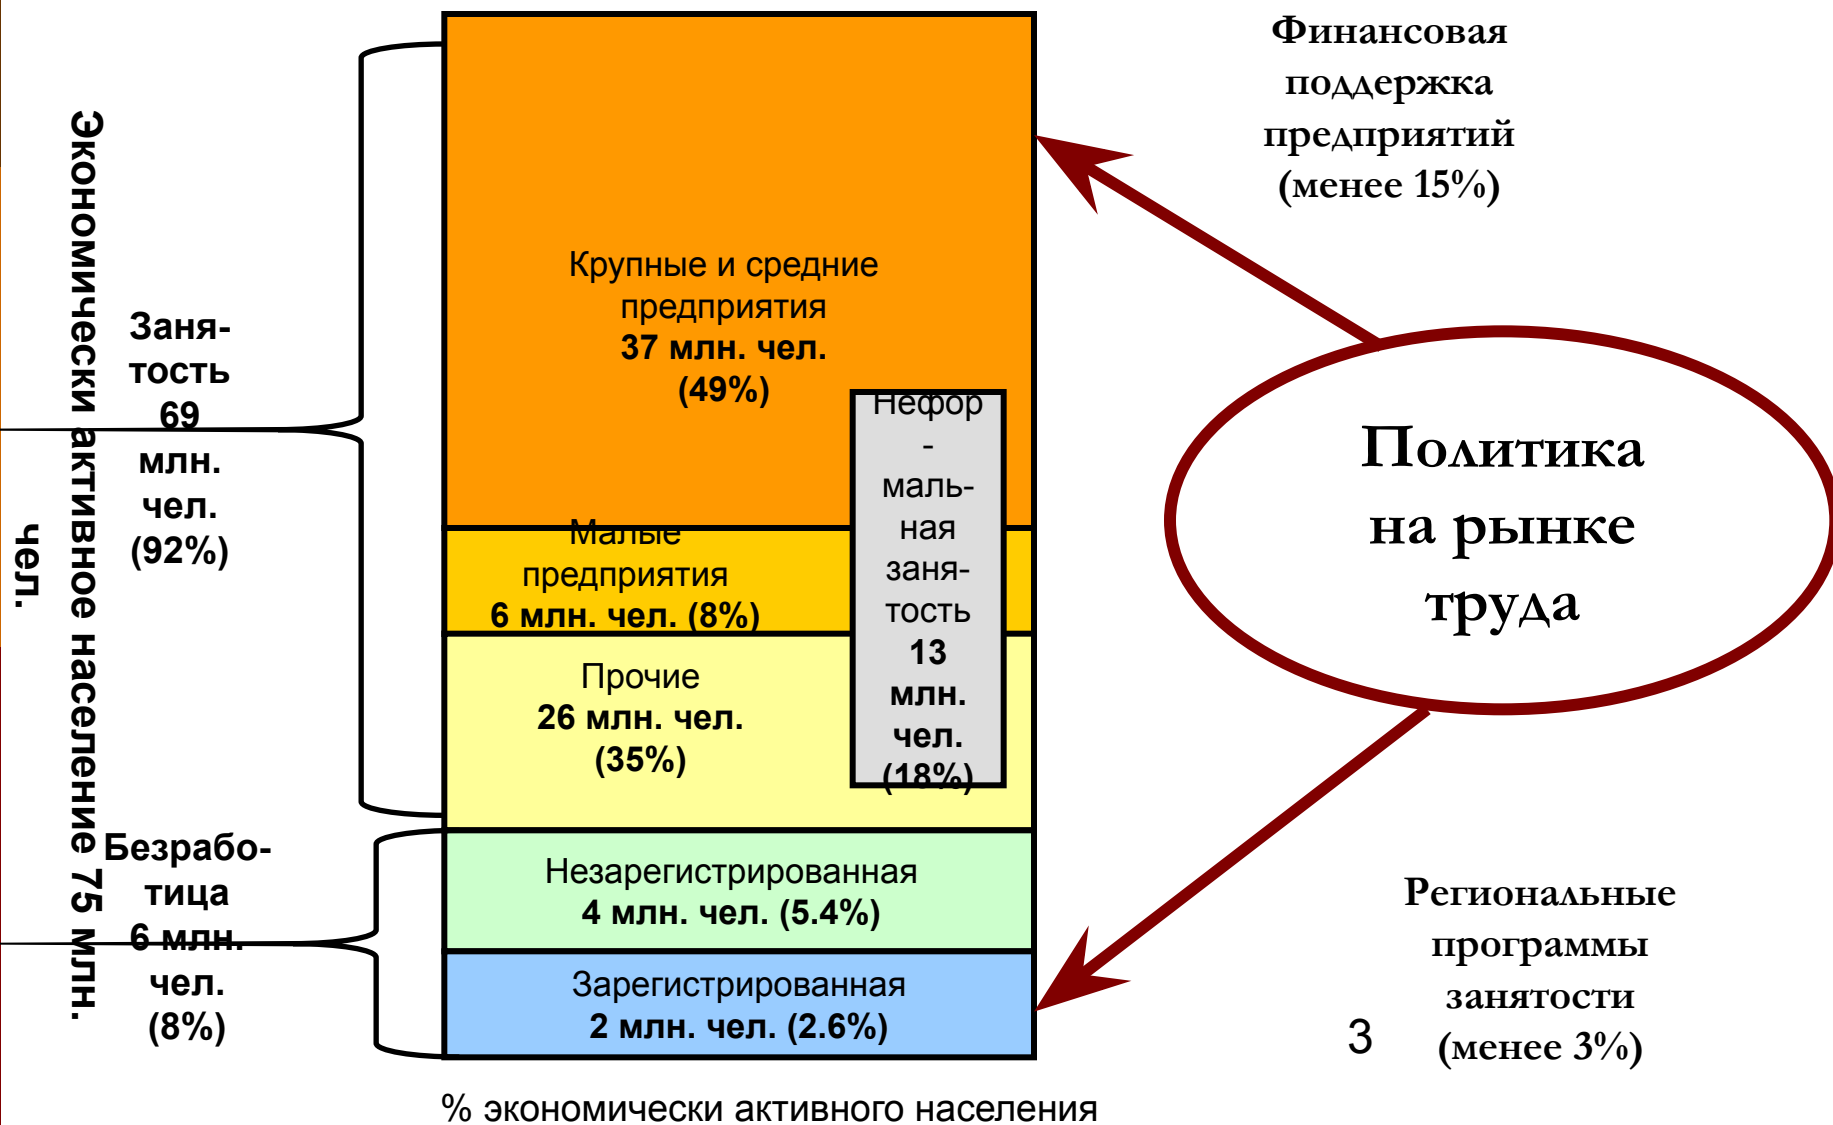 Экономически активное население 75 млн.
чел.
Заня-
тость
69
млн.
чел.
(92%)
Безрабо-
тица
6 млн.
чел.
(8%)
Крупные и средние
предприятия
37 млн. чел.
(49%)
Малые
предприятия
6 млн. чел. (8%)
Прочие
26 млн. чел.
(35%)
Нефор
-
маль-
ная
заня-
тость
13
млн.
чел.
(18%)
Незарегистрированная
4 млн. чел. (5.4%)
Зарегистрированная
2 млн. чел. (2.6%)
% экономически активного населения
Финансовая
поддержка
предприятий
(менее 15%)
Политика
на рынке
труда
Региональные
программы
занятости
(менее 3%)
3